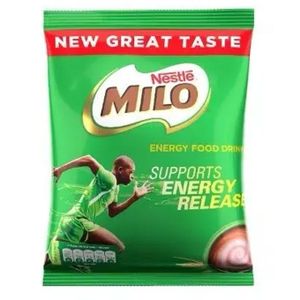 NEW GREAT TASTE
Nestlé
MILO
ENERGY FOOD DRINK
SUPPORTS
ENERGY
RELEASE